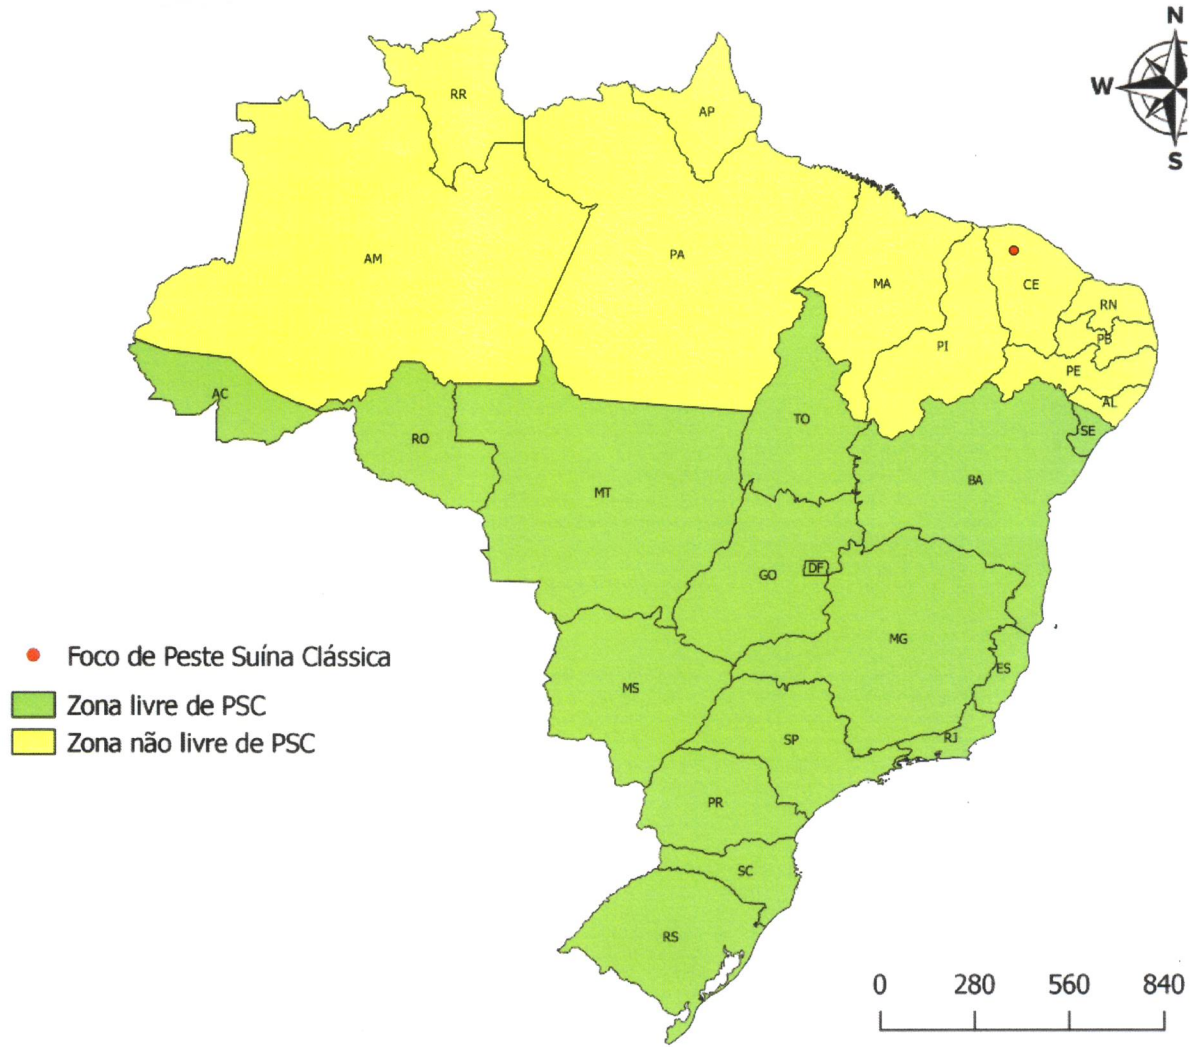 N
RR
AP
W
S
AM
PA
MA
CE
RN
PB
PI
PE
AL
AC
TO
SE
RO
BA
MT
GO
DF
MG
Foco de Peste Suína Clássica
ES
MS
Zona livre de PSC
RJ
SP
Zona não livre de PSC
PR
SC
RS
0 280 560 840